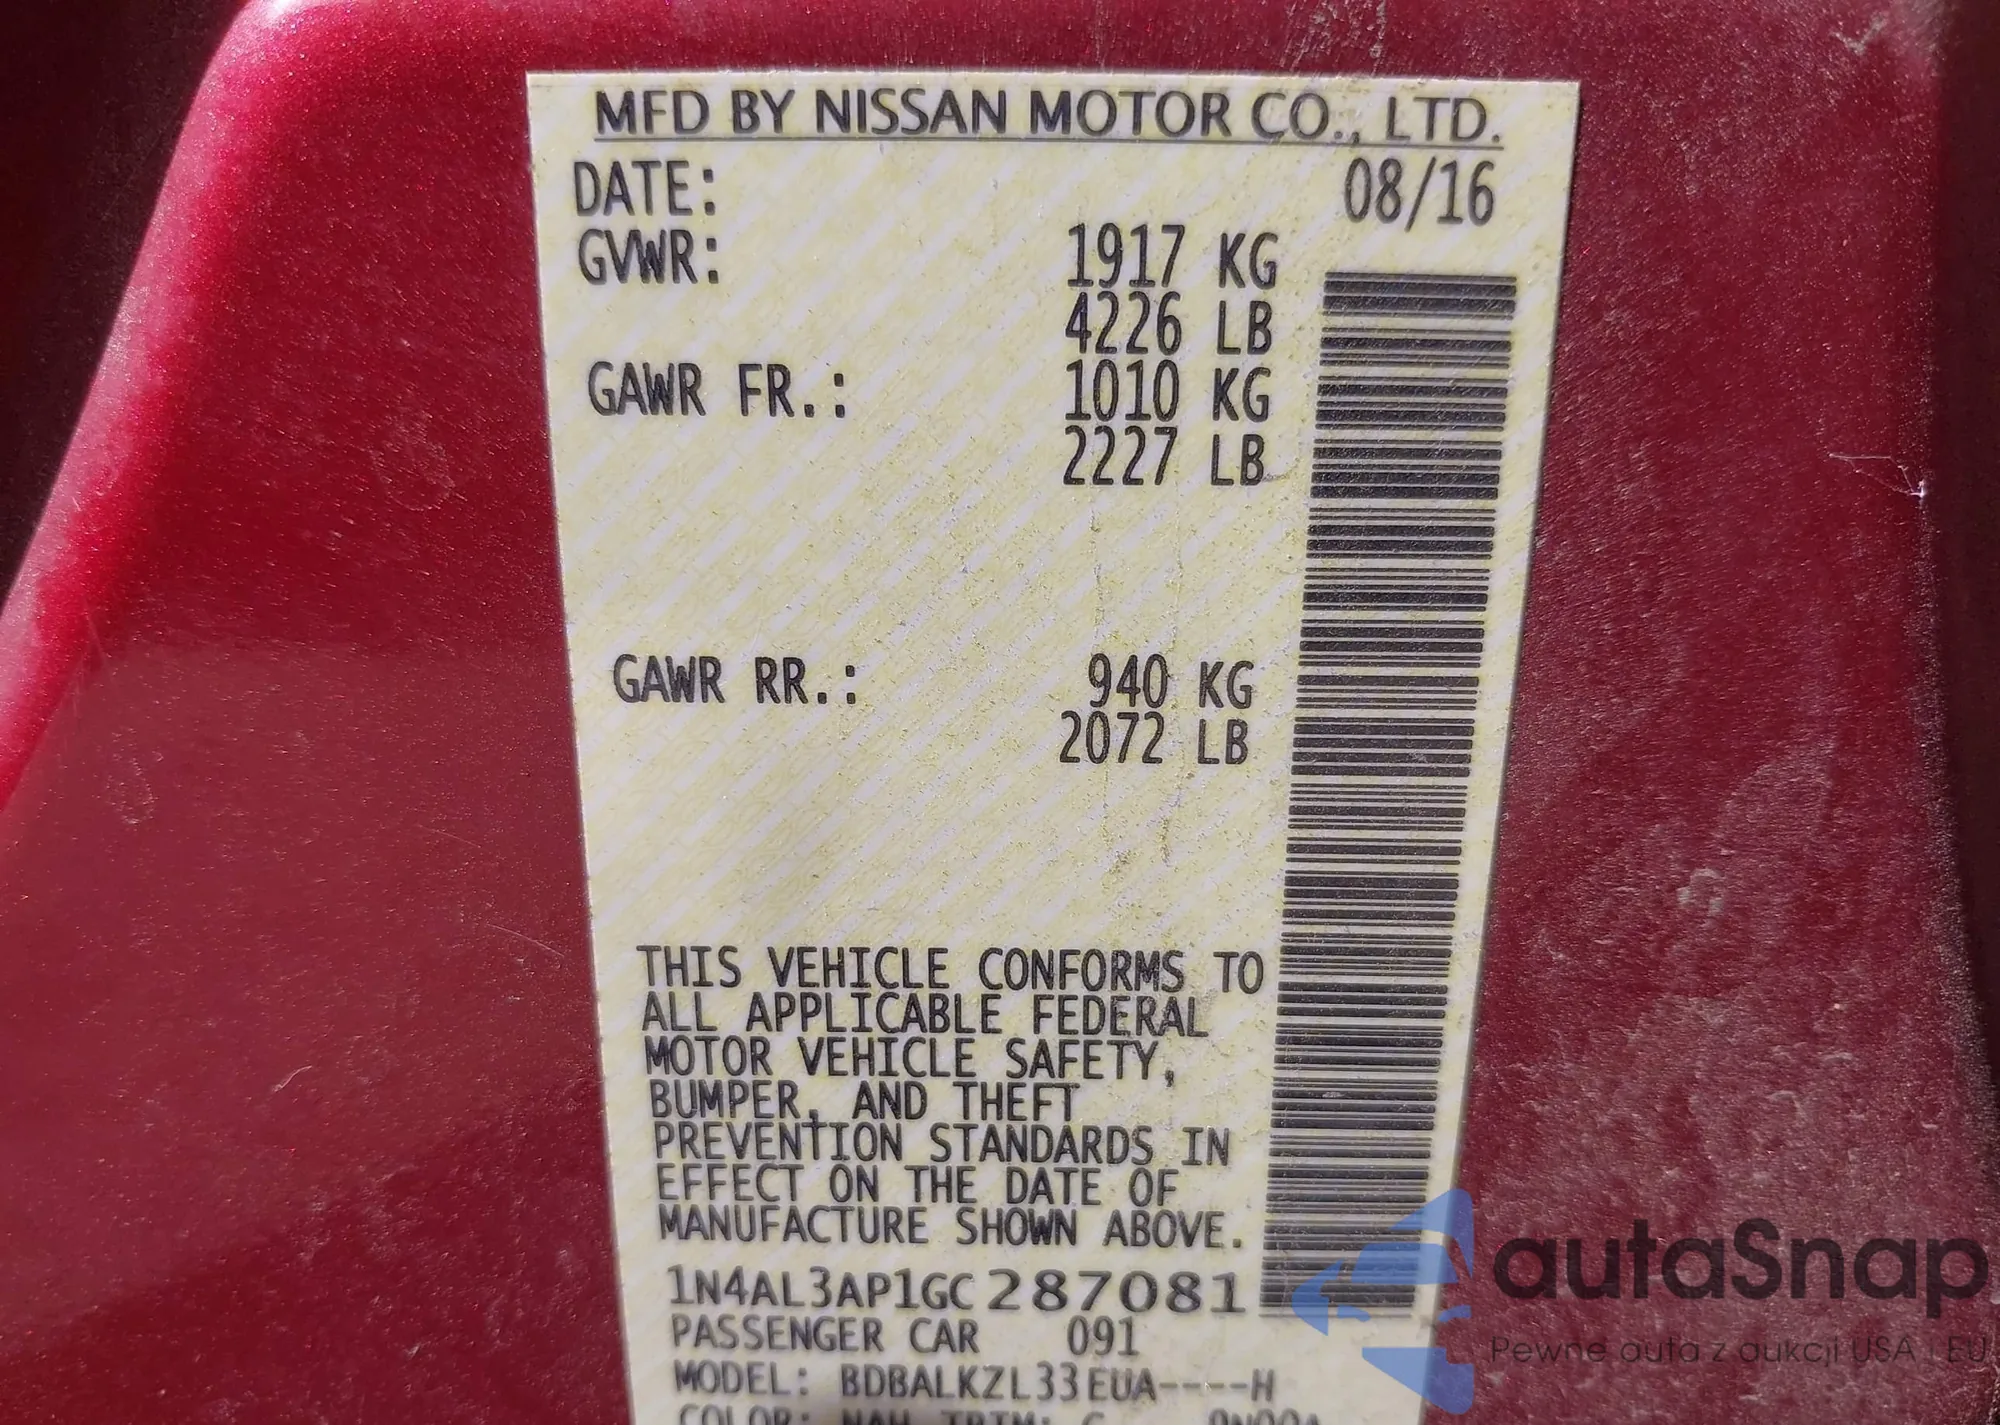 MFD BY NISSAN MOTOR CO., LTD.
DATE: 08/16
GVWR: 1917 KG
4226 LB
GAWR FR.: 1010 KG
2227 LB
GAWR RR.: 940 KG
2072 LB
THIS VEHICLE CONFORMS TO
ALL APPLICABLE FEDERAL
MOTOR VEHICLE SAFETY,
BUMPER, AND THEFT
PREVENTION STANDARDS IN
EFFECT ON THE DATE OF
MANUFACTURE SHOWN ABOVE.
1N4AL3AP1GC287081
PASSENGER CAR 091
MODEL: BDBALKZL33EUA----H
COLOR: NAH TRIM: G
autaSnap
Pewne auta z aukcji USA i EU